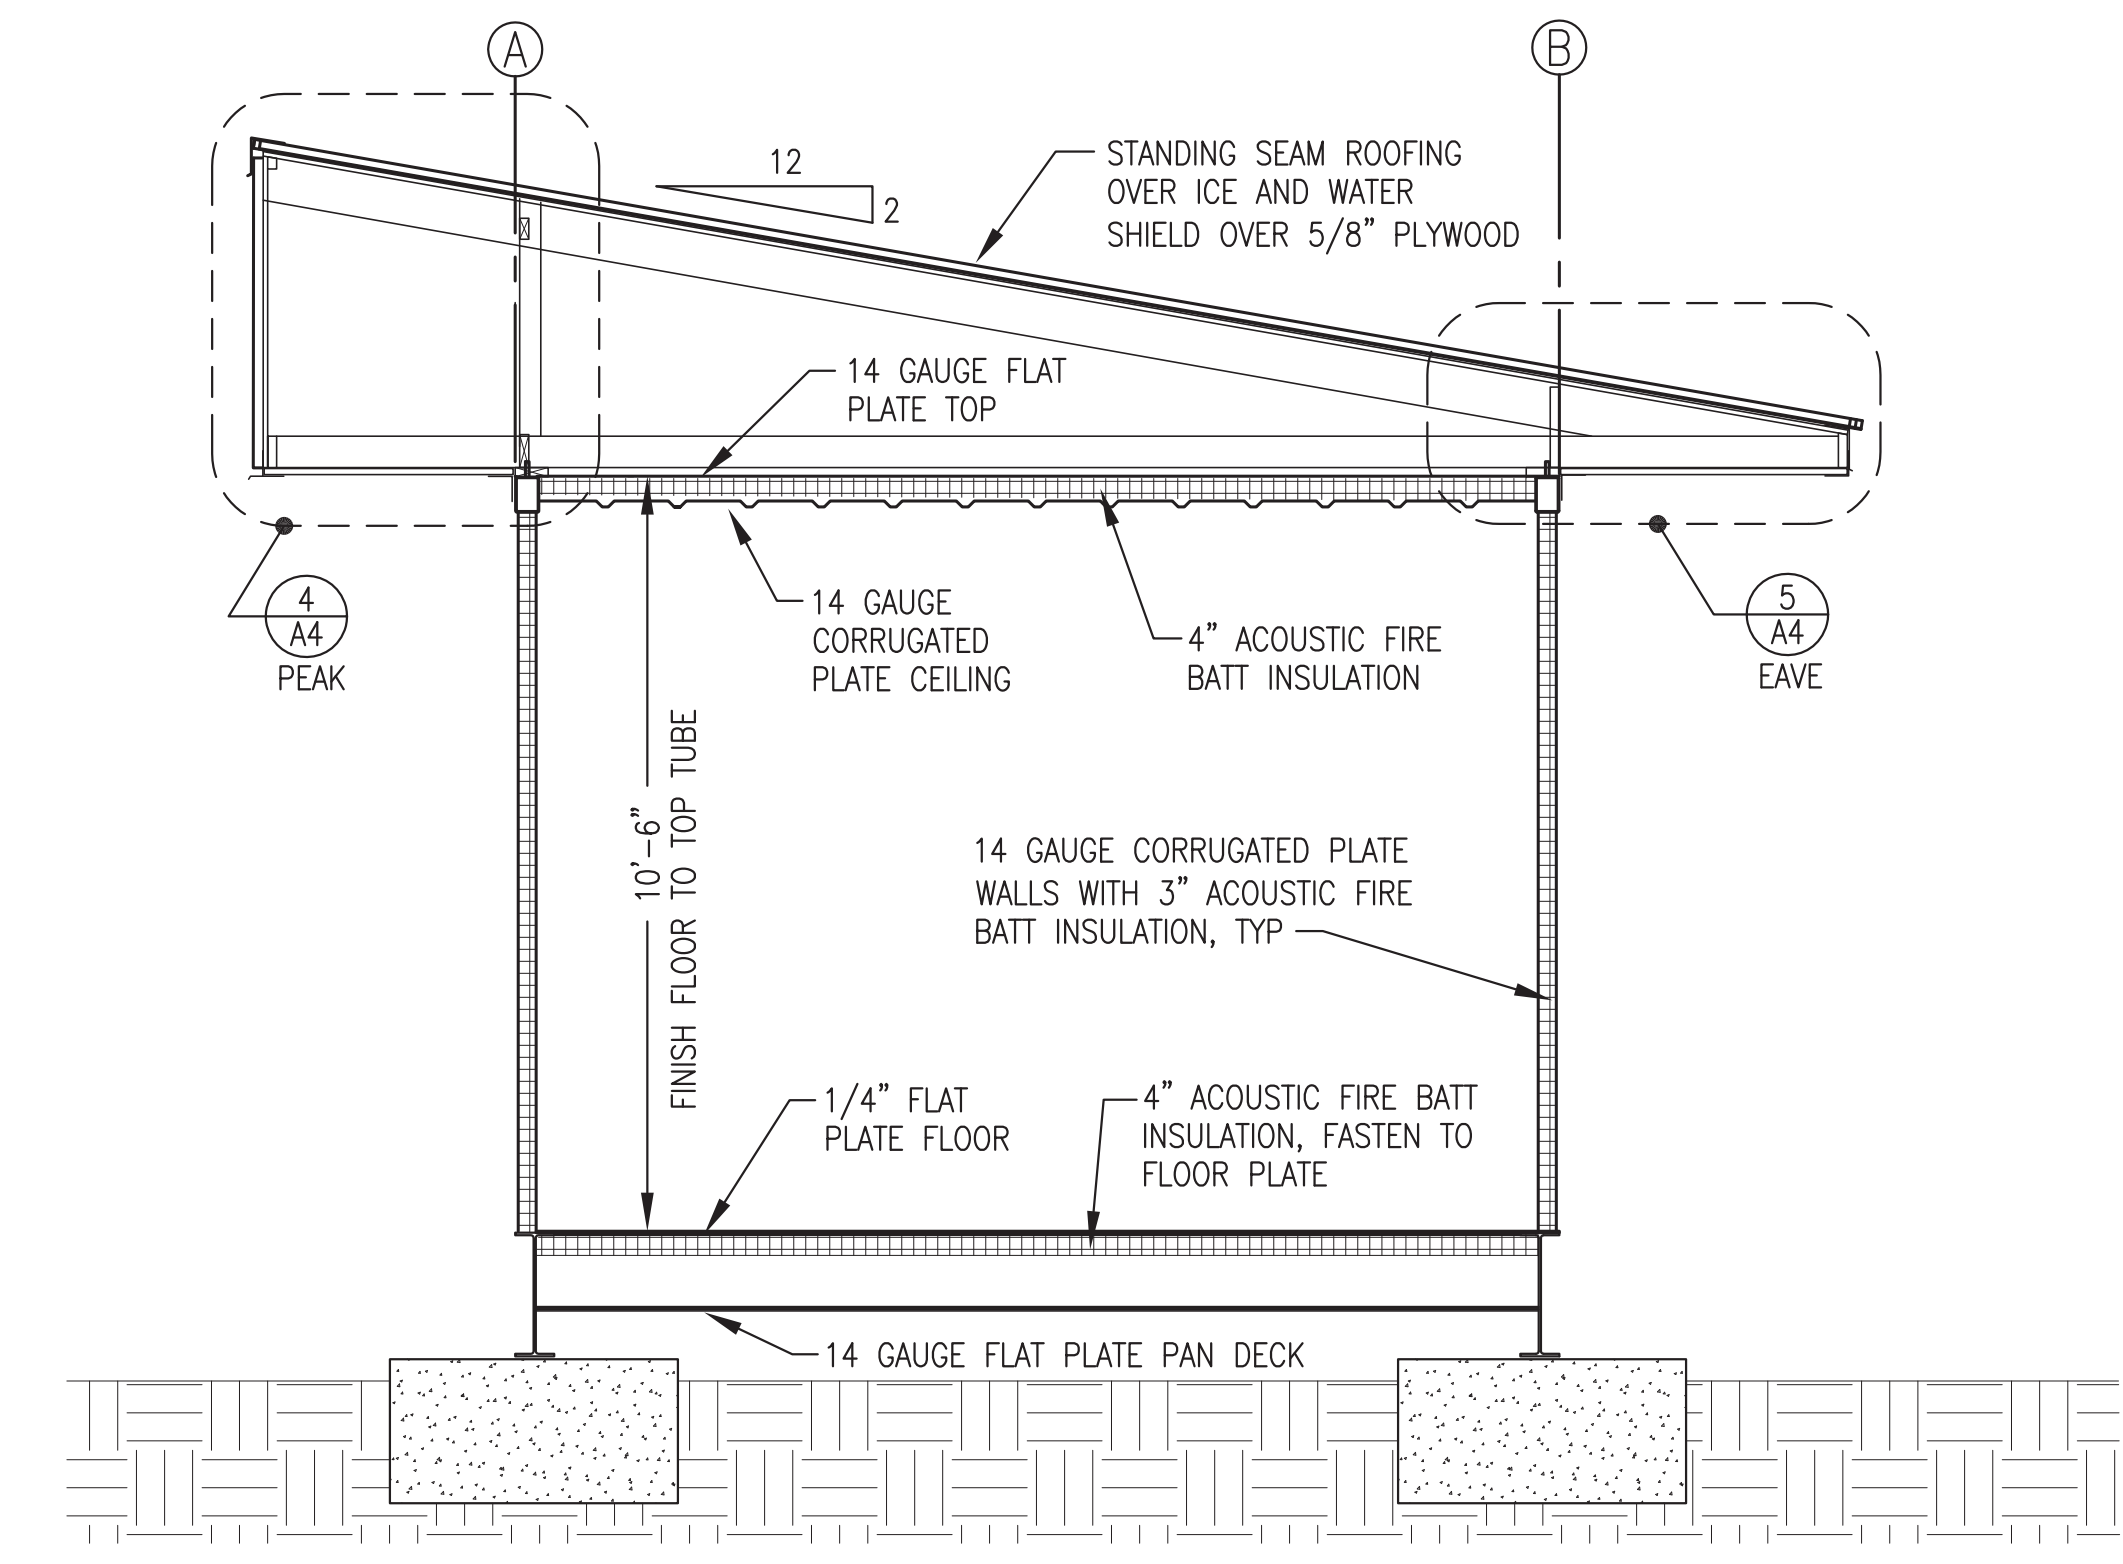 A
B
12
2
STANDING SEAM ROOFING
OVER ICE AND WATER
SHIELD OVER 5/8" PLYWOOD
14 GAUGE FLAT
PLATE TOP
4
A4
PEAK
14 GAUGE
CORRUGATED
PLATE CEILING
4" ACOUSTIC FIRE
BATT INSULATION
5
A4
EAVE
10'-6"
FINISH FLOOR TO TOP TUBE
14 GAUGE CORRUGATED PLATE
WALLS WITH 3" ACOUSTIC FIRE
BATT INSULATION, TYP
1/4" FLAT
PLATE FLOOR
4" ACOUSTIC FIRE BATT
INSULATION, FASTEN TO
FLOOR PLATE
14 GAUGE FLAT PLATE PAN DECK